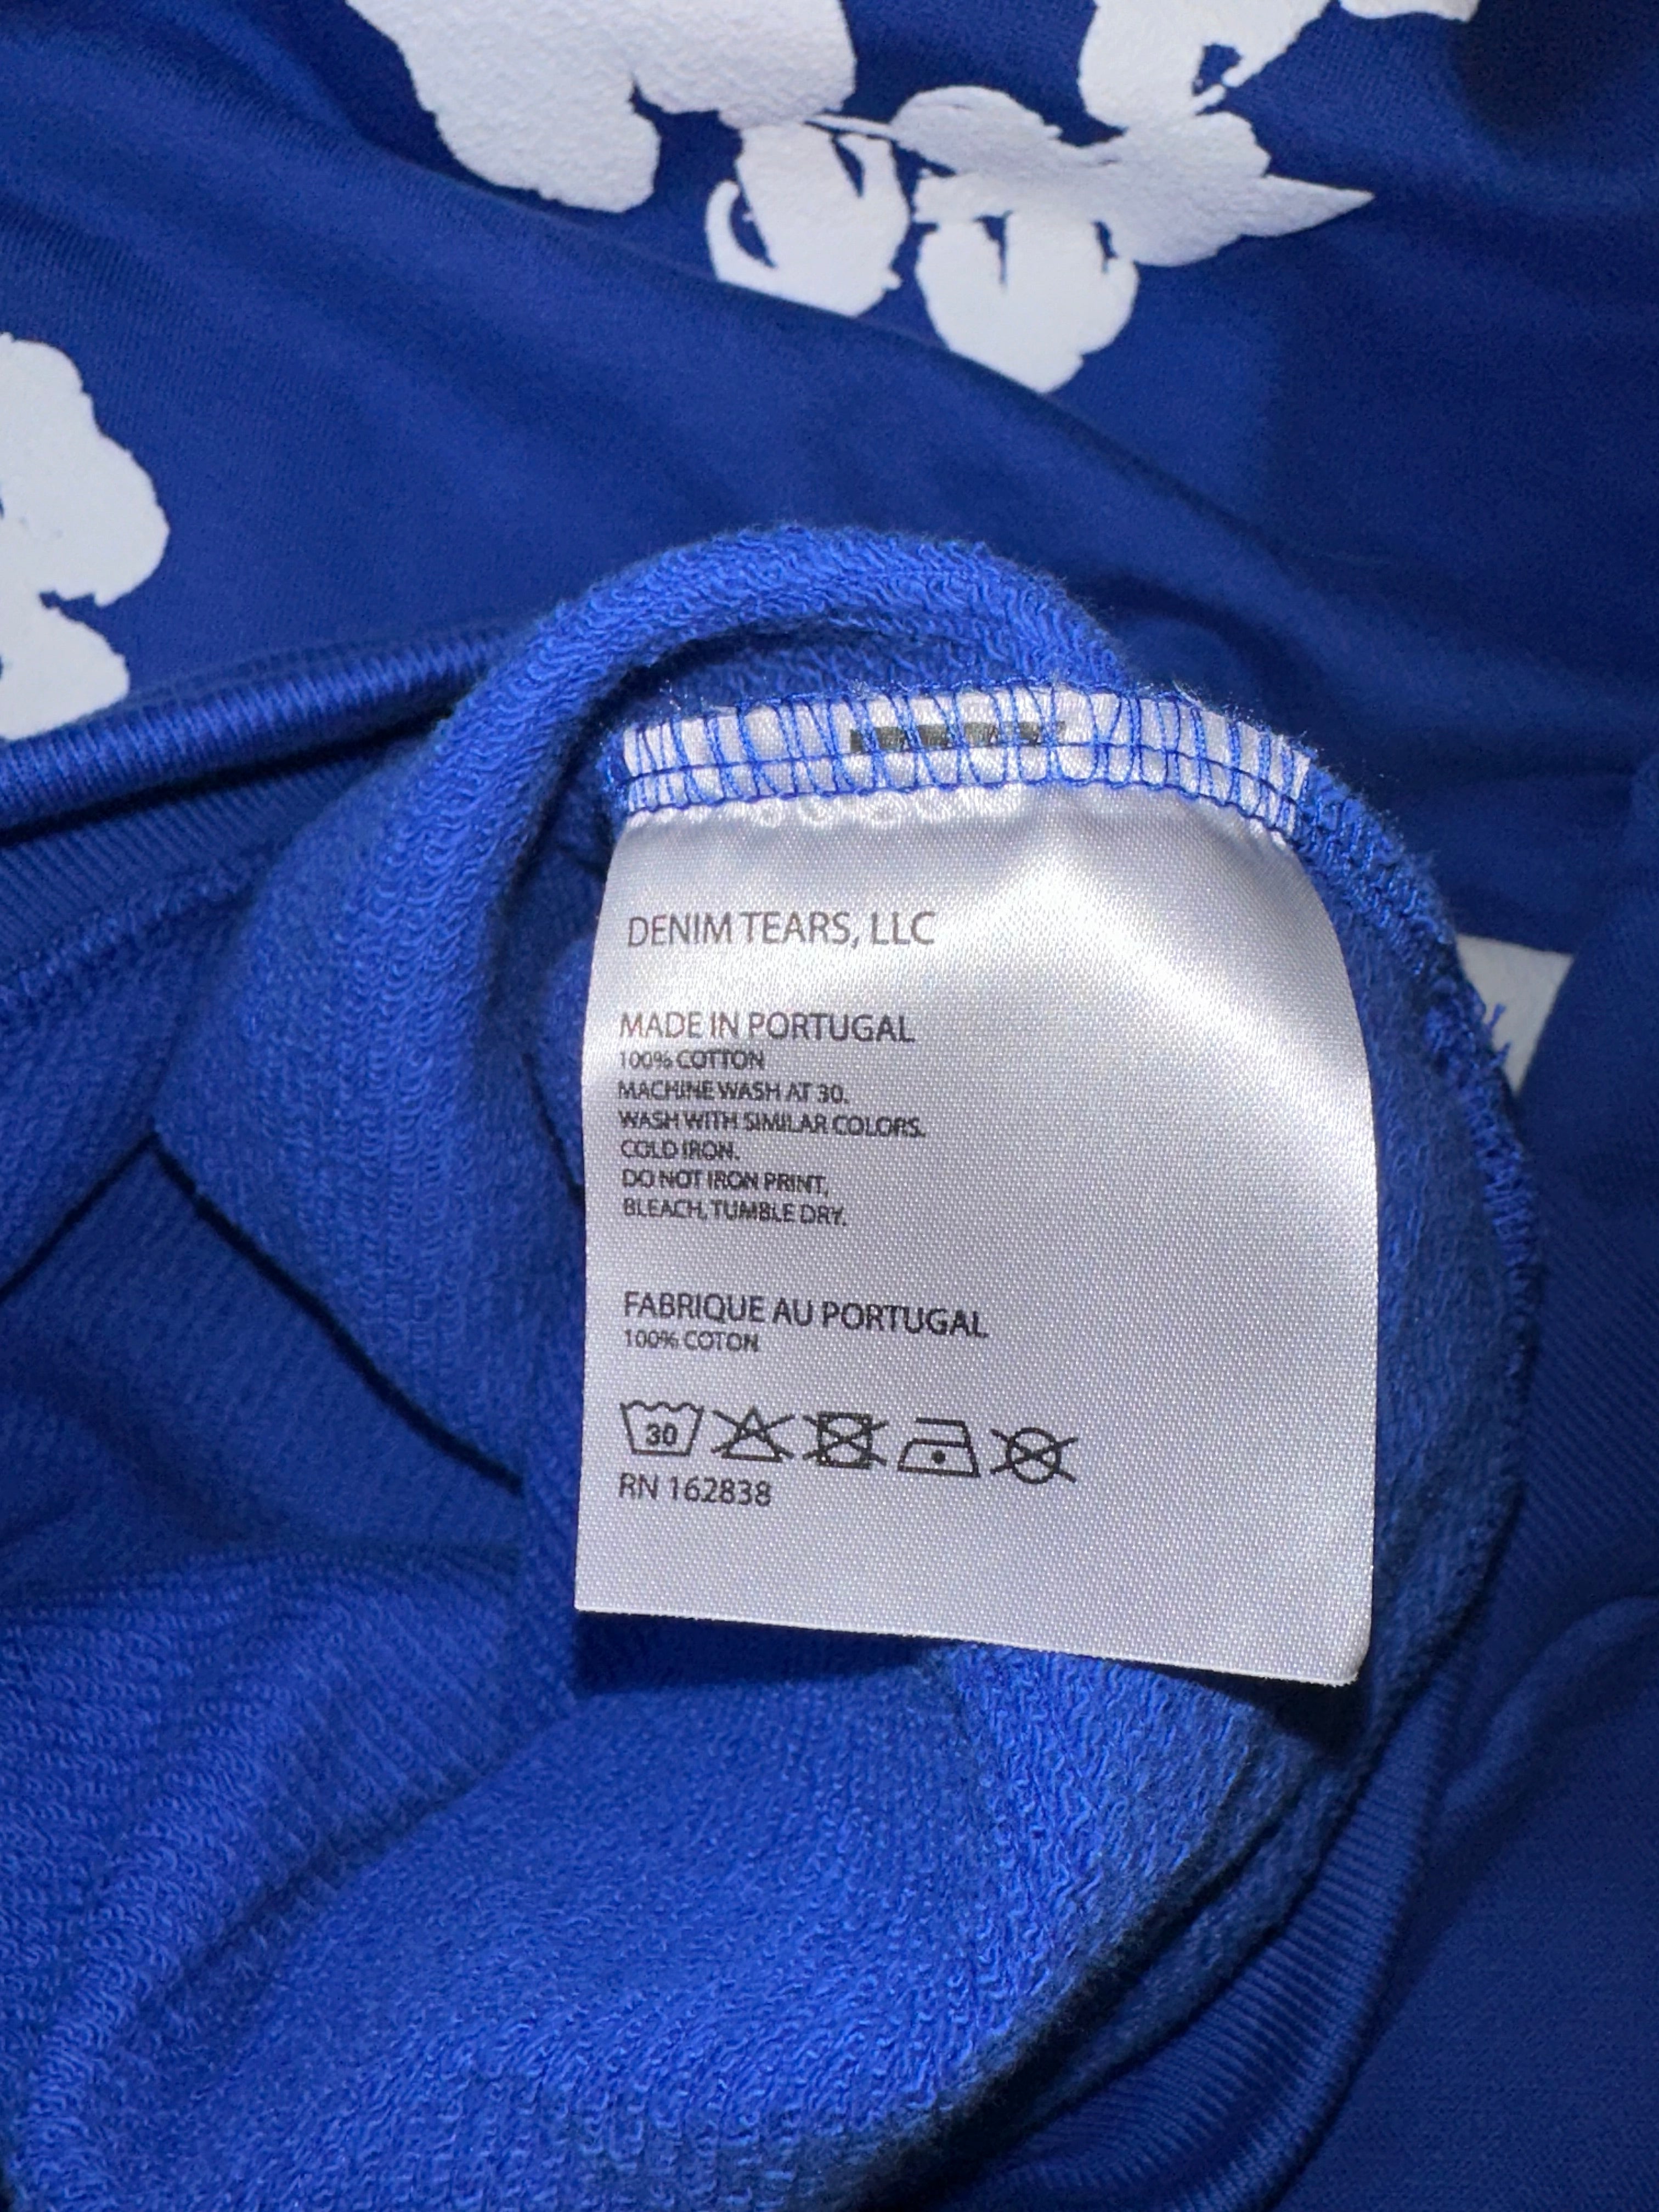 DENIM TEARS, LLC
MADE IN PORTUGAL
100% COTTON
MACHINE WASH AT 30.
WASH WITH SIMILAR COLORS.
COLD IRON.
DO NOT IRON PRINT,
BLEACH, TUMBLE DRY.
FABRIQUE AU PORTUGAL
100% COTON
30
RN 162838